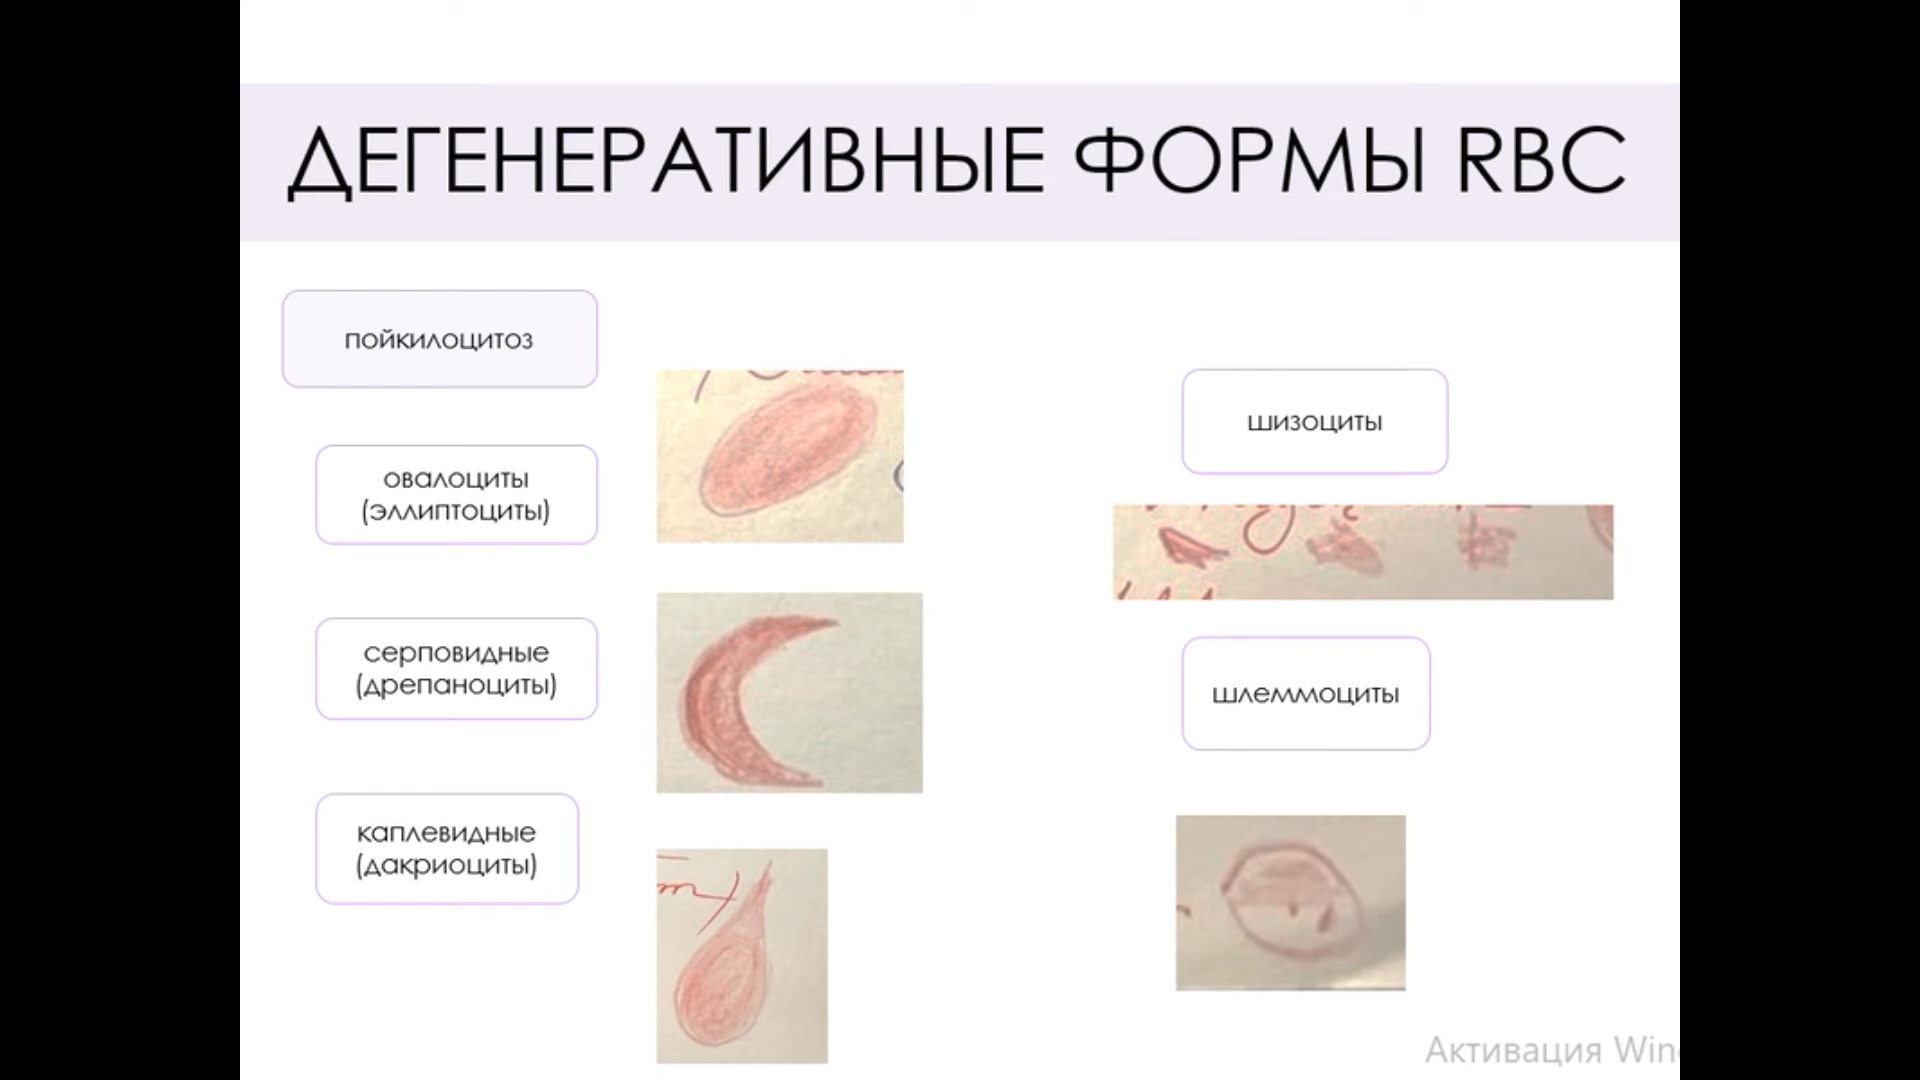 ДЕГЕНЕРАТИВНЫЕ ФОРМЫ RBC
пойкилоцитоз
овалоциты
(эллиптоциты)
серповидные
(дрепаноциты)
каплевидные
(дакриоциты)
шизоциты
шлеммоциты
Активация Win